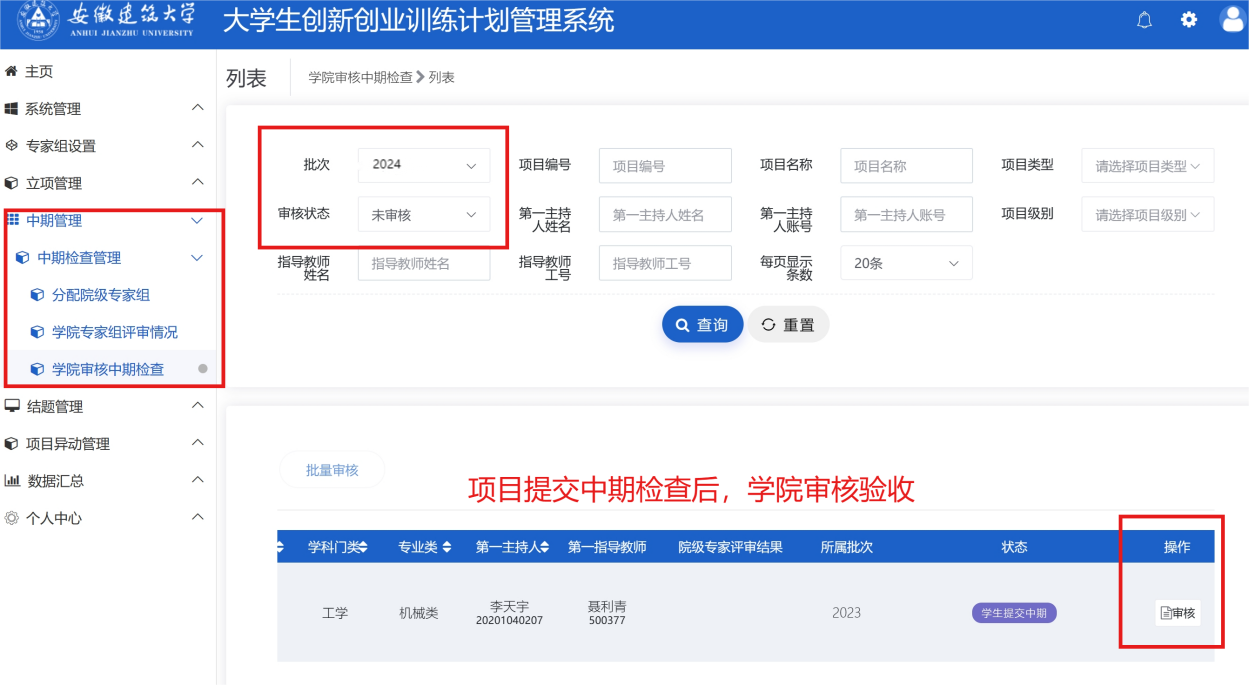 安徽建筑大学
ANHUI JIANZHU UNIVERSITY
大学生创新创业训练计划管理系统
主页
系统管理
专家组设置
立项管理
中期管理
中期检查管理
分配院级专家组
学院专家组评审情况
学院审核中期检查
结题管理
项目异动管理
数据汇总
个人中心
列表
学院审核中期检查 列表
批次 2024 项目编号 项目编号 项目名称 项目名称 项目类型 请选择项目类型
审核状态 未审核 第一主持人姓名 第一主持人姓名 第一主持人账号 第一主持人账号 项目级别 请选择项目级别
指导教师姓名 指导教师姓名 指导教师工号 指导教师工号 每页显示条数 20条
查询 重置
批量审核
项目提交中期检查后，学院审核验收
学科门类 专业类 第一主持人 第一指导教师 院级专家评审结果 所属批次 状态 操作
工学 机械类 李天宇 聂利青 2023 学生提交中期 审核
20201040207 500377